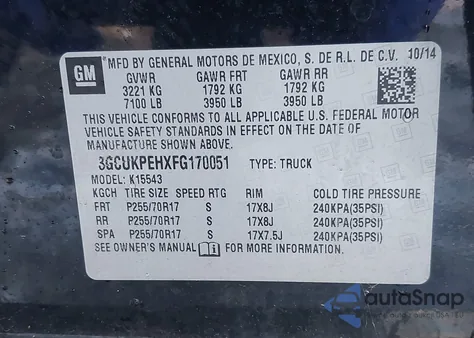 GM
MFD BY GENERAL MOTORS DE MEXICO, S. DE R.L. DE C.V. 10/14
GVWR GAWR FRT GAWR RR
3221 KG 1792 KG 1792 KG
7100 LB 3950 LB 3950 LB
THIS VEHICLE CONFORMS TO ALL APPLICABLE U.S. FEDERAL MOTOR
VEHICLE SAFETY STANDARDS IN EFFECT ON THE DATE OF
MANUFACTURE SHOWN ABOVE.
3GCUKPEHXFG170051 TYPE: TRUCK
MODEL: K15543
KGCH TIRE SIZE SPEED RTG RIM COLD TIRE PRESSURE
FRT P255/70R17 S 17X8J 240KPA(35PSI)
RR P255/70R17 S 17X8J 240KPA(35PSI)
SPA P255/70R17 S 17X7.5J 240KPA(35PSI)
SEE OWNER'S MANUAL FOR MORE INFORMATION.
autoSnap